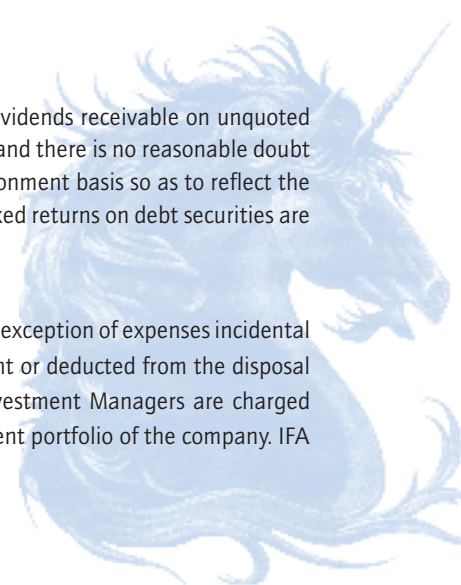 vidends receivable on unquoted
and there is no reasonable doubt
onment basis so as to reflect the
ed returns on debt securities are
exception of expenses incidental
t or deducted from the disposal
vestment Managers are charged
ent portfolio of the company. IFA